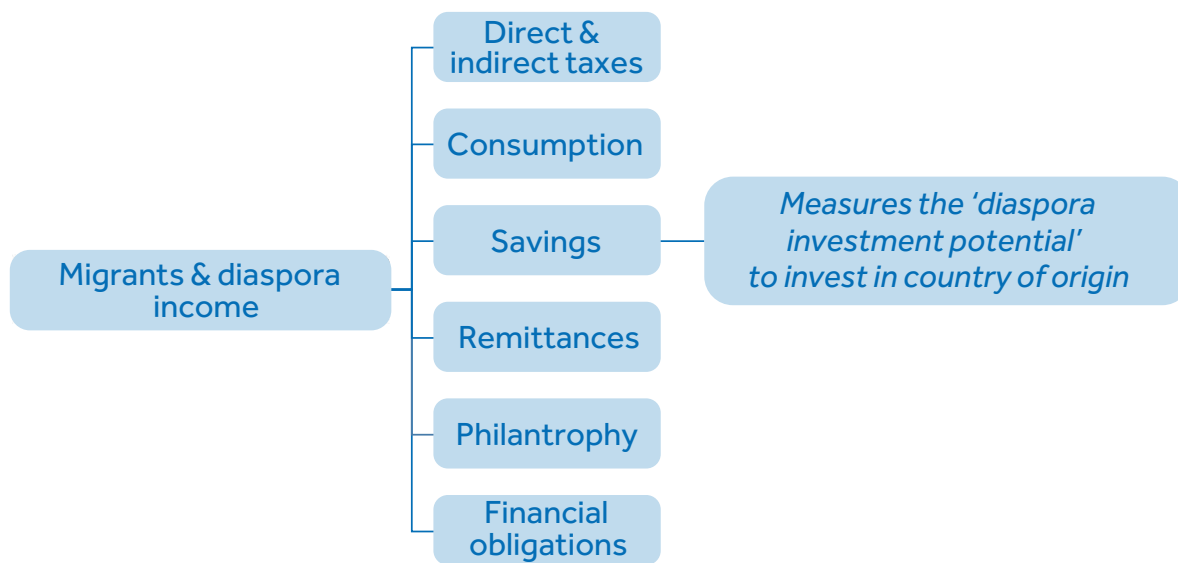 Direct &
indirect taxes
Consumption
Savings
Measures the ‘diaspora
investment potential’
to invest in country of origin
Migrants & diaspora
income
Remittances
Philantrophy
Financial
obligations